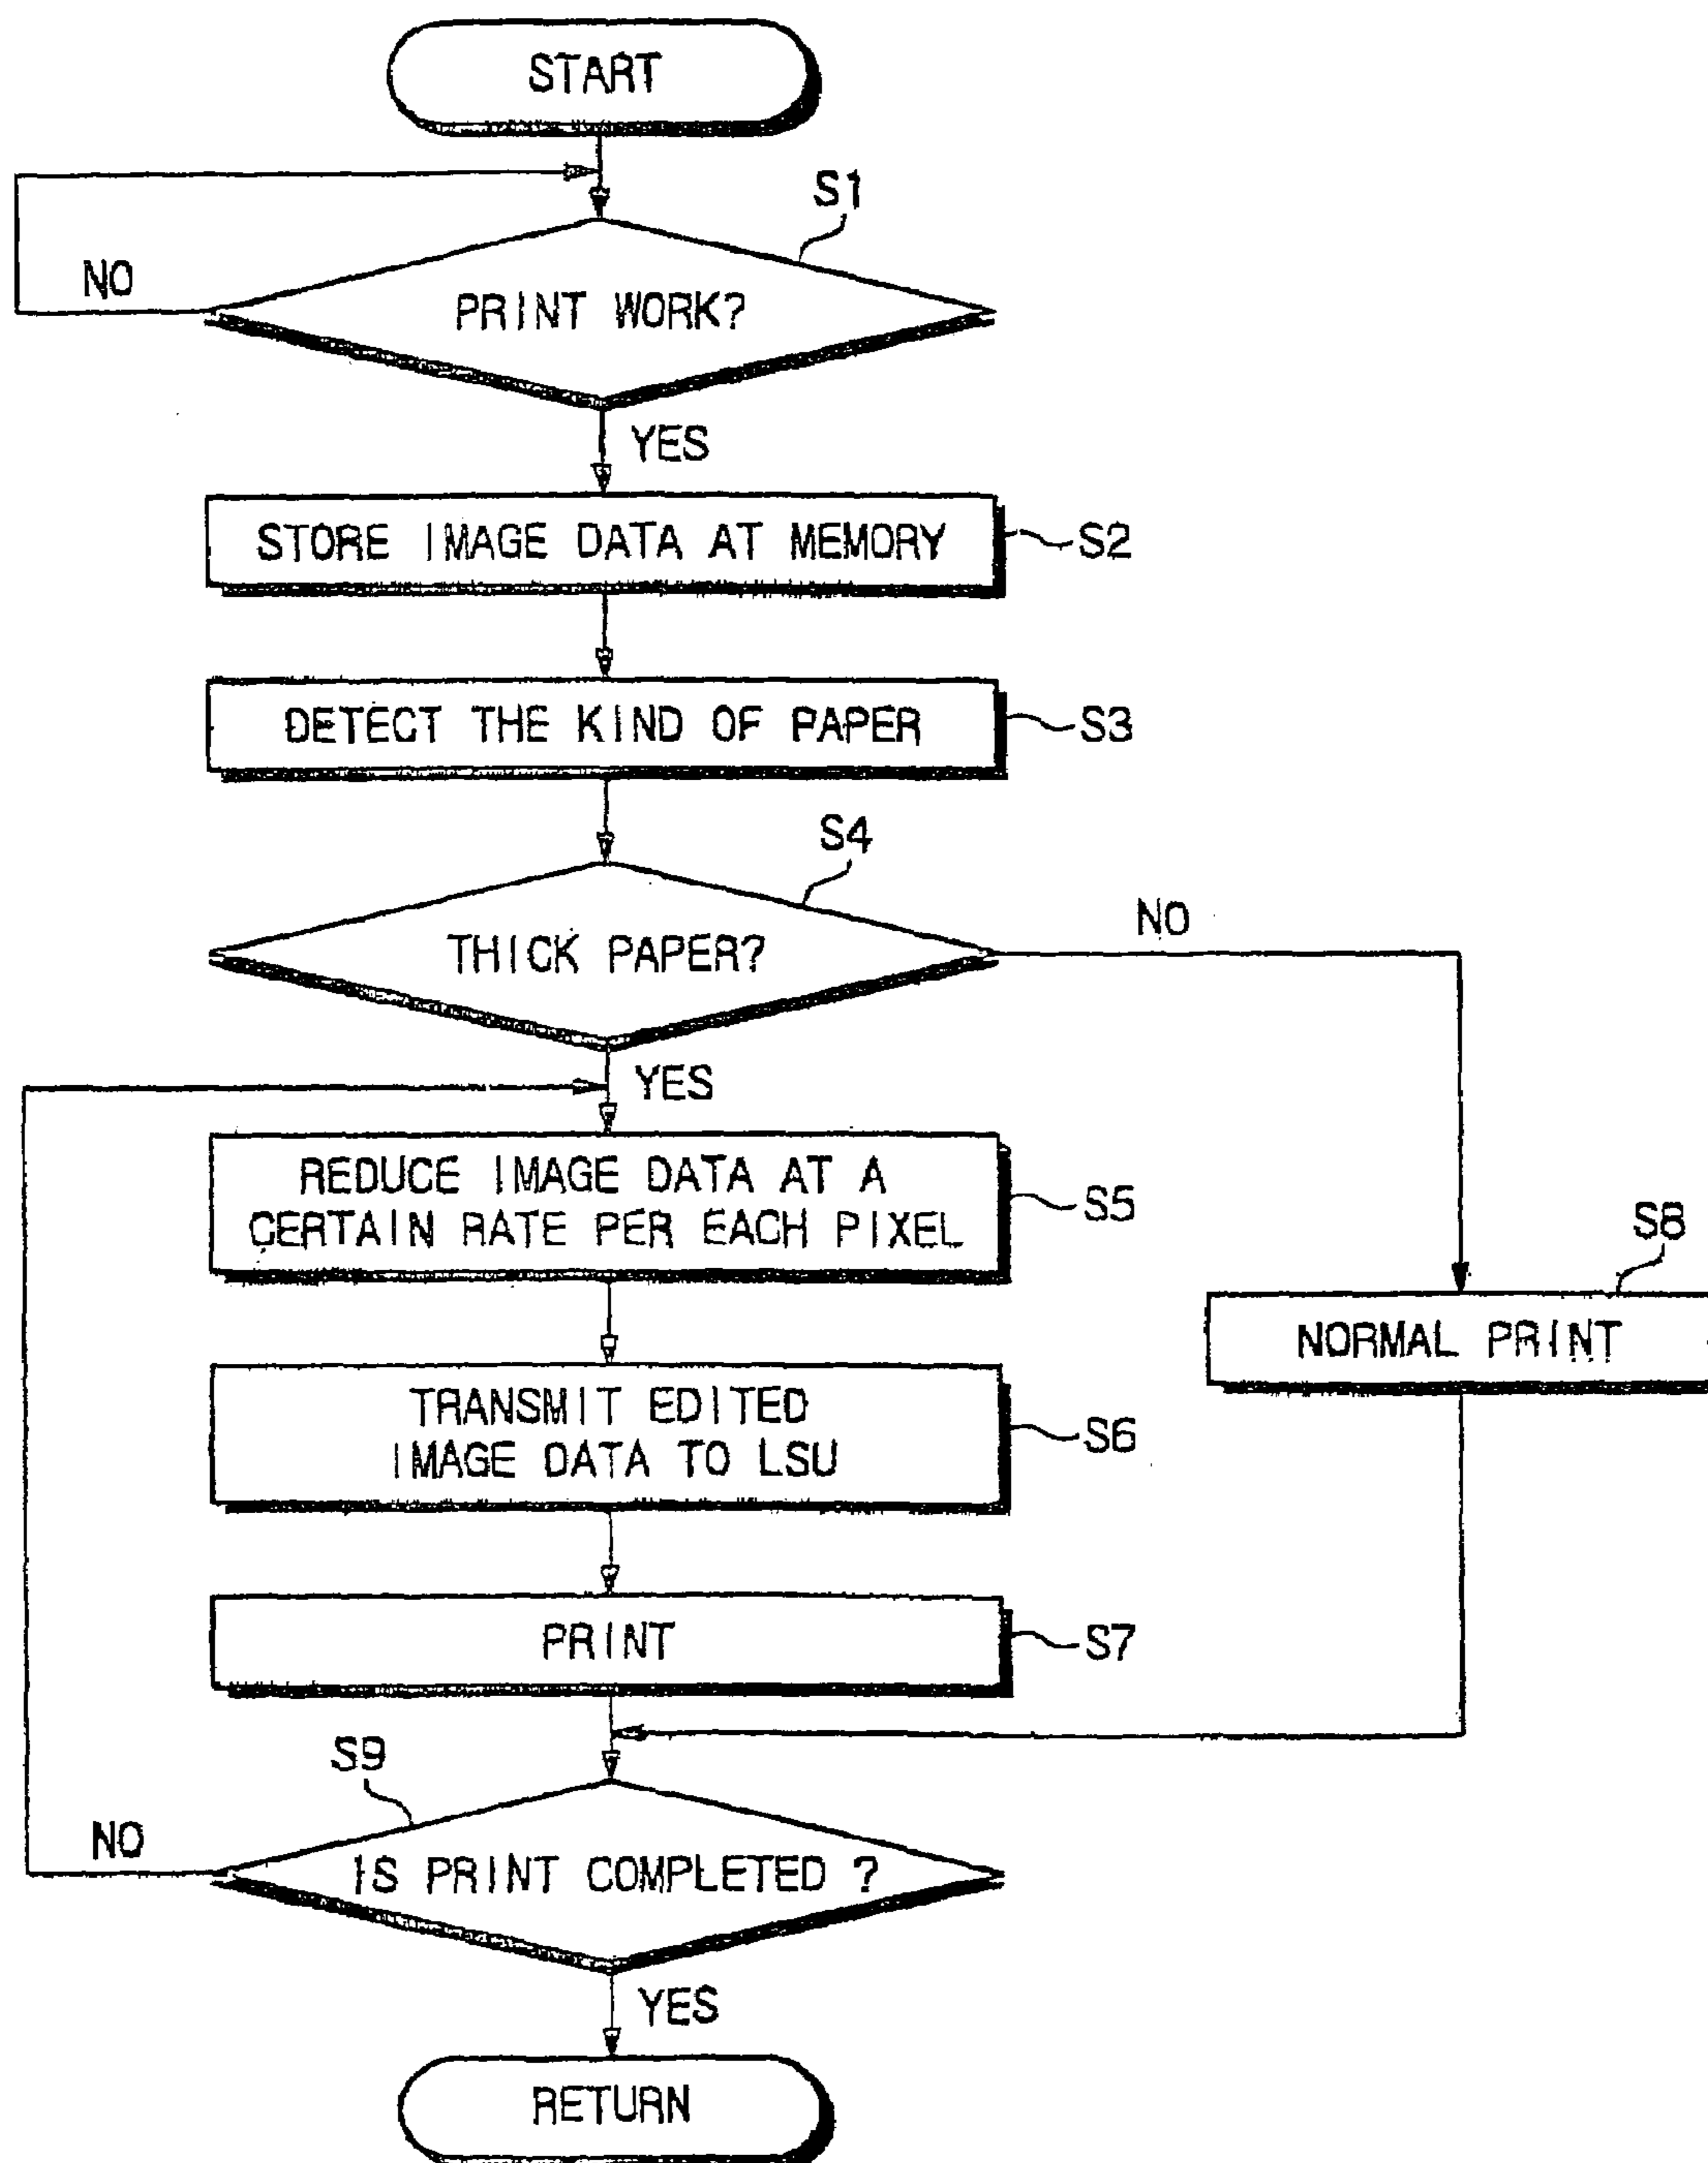 START
S1
NO
PRINT WORK?
YES
STORE IMAGE DATA AT MEMORY
S2
DETECT THE KIND OF PAPER
S3
S4
THICK PAPER?
NO
YES
REDUCE IMAGE DATA AT A
CERTAIN RATE PER EACH PIXEL
S5
S8
NORMAL PRINT
TRANSMIT EDITED
IMAGE DATA TO LSU
S6
PRINT
S7
S9
NO
IS PRINT COMPLETED ?
YES
RETURN